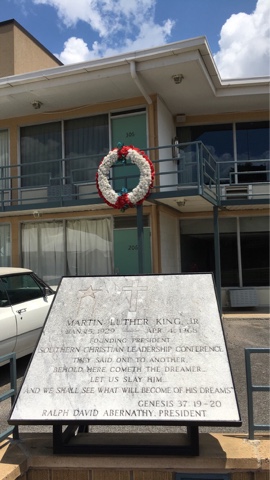 MARTIN LUTHER KING, JR.
JAN. 15, 1929 — APR. 4, 1968
FOUNDING PRESIDENT
SOUTHERN CHRISTIAN LEADERSHIP CONFERENCE
"THEY SAID ONE TO ANOTHER,
BEHOLD, HERE COMETH THE DREAMER...
LET US SLAY HIM...
AND WE SHALL SEE WHAT WILL BECOME OF HIS DREAMS"
GENESIS 37 19-20
RALPH DAVID ABERNATHY, PRESIDENT